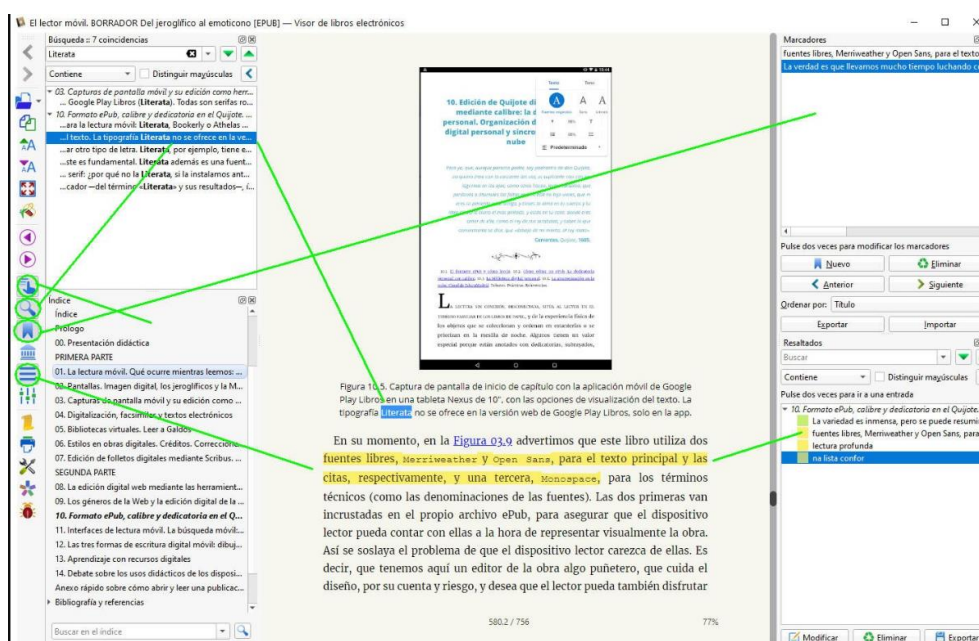 El lector móvil. BORRADOR Del jeroglífico al emoticono [EPUB] — Visor de libros electrónicos
Búsqueda :: 7 coincidencias
Literata
Contiene
Distinguir mayúsculas
03. Capturas de pantalla móvil y su edición como herr...
... Google Play Libros (Literata). Todas son serifas ro...
10. Formato ePub, calibre y dedicatoria en el Quijote. ...
...ara la lectura móvil: Literata, Bookerly o Athelas ...
...l texto. La tipografía Literata no se ofrece en la ve...
...ar otro tipo de letra. Literata, por ejemplo, tiene e...
...ste es fundamental. Literata además es una fuent...
... serif: ¿por qué no la Literata, si la instalamos ant...
...cador —del término «Literata» y sus resultados—, í...
Índice
Índice
Prólogo
00. Presentación didáctica
PRIMERA PARTE
01. La lectura móvil. Qué ocurre mientras leemos: ...
02. Pantallas. Imagen digital, los jeroglíficos y la M...
03. Capturas de pantalla móvil y su edición como ...
04. Digitalización, facsímiles y textos electrónicos
05. Bibliotecas virtuales. Leer a Galdós
06. Estilos en obras digitales. Créditos. Correcció...
07. Edición de folletos digitales mediante Scribus. ...
SEGUNDA PARTE
08. La edición digital web mediante las herramient...
09. Los géneros de la Web y la edición digital de la ...
10. Formato ePub, calibre y dedicatoria en el Q...
11. Interfaces de lectura móvil. La búsqueda móvil:...
12. Las tres formas de escritura digital móvil: dibuj...
13. Aprendizaje con recursos digitales
14. Debate sobre los usos didácticos de los disposi...
Anexo rápido sobre cómo abrir y leer una publicac...
Bibliografía y referencias
Buscar en el índice
Texto
10. Edición de Quijote di
mediante calibre: la d
personal. Organización d
digital personal y sincro
nube
Predeterminado
Cervantes, Quijote, 1605.
Figura 10.5. Captura de pantalla de inicio de capítulo con la aplicación móvil de Google
Play Libros en una tableta Nexus de 10", con las opciones de visualización del texto. La
tipografía Literata no se ofrece en la versión web de Google Play Libros, solo en la app.
En su momento, en la Figura 03.9 advertimos que este libro utiliza dos
fuentes libres, Merriweather y Open Sans, para el texto principal y las
citas, respectivamente, y una tercera, Monospace, para los términos
técnicos (como las denominaciones de las fuentes). Las dos primeras van
incrustadas en el propio archivo ePub, para asegurar que el dispositivo
lector pueda contar con ellas a la hora de representar visualmente la obra.
Así se soslaya el problema de que el dispositivo lector carezca de ellas. Es
decir, que tenemos aquí un editor de la obra algo puñetero, que cuida el
diseño, por su cuenta y riesgo, y desea que el lector pueda también disfrutar
580.2 / 756
77%
Marcadores
fuentes libres, Merriweather y Open Sans, para el texto
La verdad es que llevamos mucho tiempo luchando c
Pulse dos veces para modificar los marcadores
Nuevo
Eliminar
Anterior
Siguiente
Ordenar por: Título
Exportar
Importar
Resaltados
Buscar
Contiene
Distinguir mayúsculas
Pulse dos veces para ir a una entrada
10. Formato ePub, calibre y dedicatoria en el Quijote
La variedad es inmensa, pero se puede resumi
fuentes libres, Merriweather y Open Sans, par
lectura profunda
na lista confor
Modificar
Eliminar
Exportar